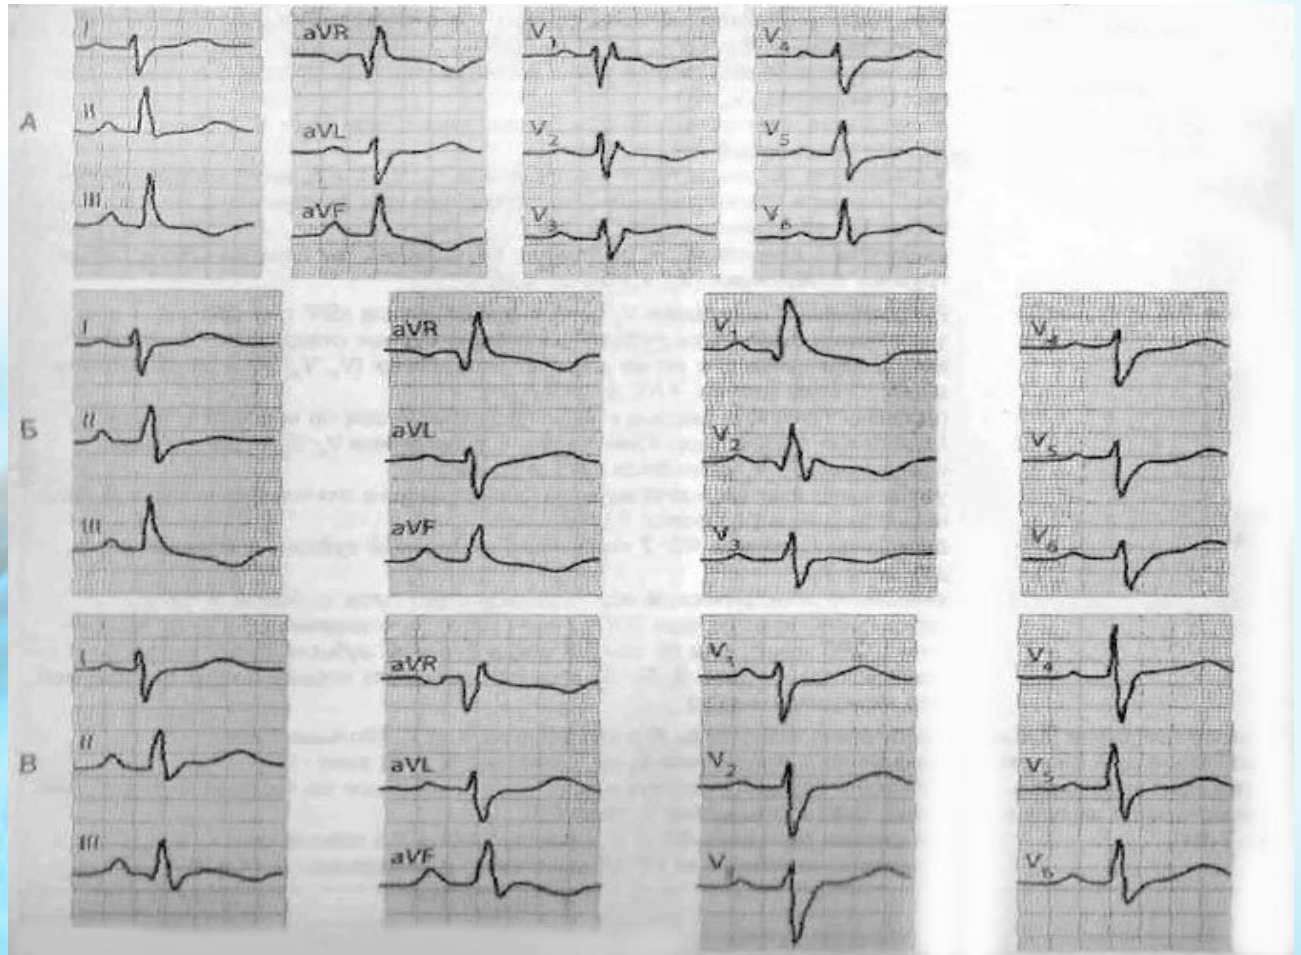 А
I
II
III
aVR
aVL
aVF
V₁
V₂
V₃
V₄
V₅
V₆
Б
I
II
III
aVR
aVL
aVF
V₁
V₂
V₃
V₄
V₅
V₆
В
I
II
III
aVR
aVL
aVF
V₁
V₂
V₃
V₄
V₅
V₆